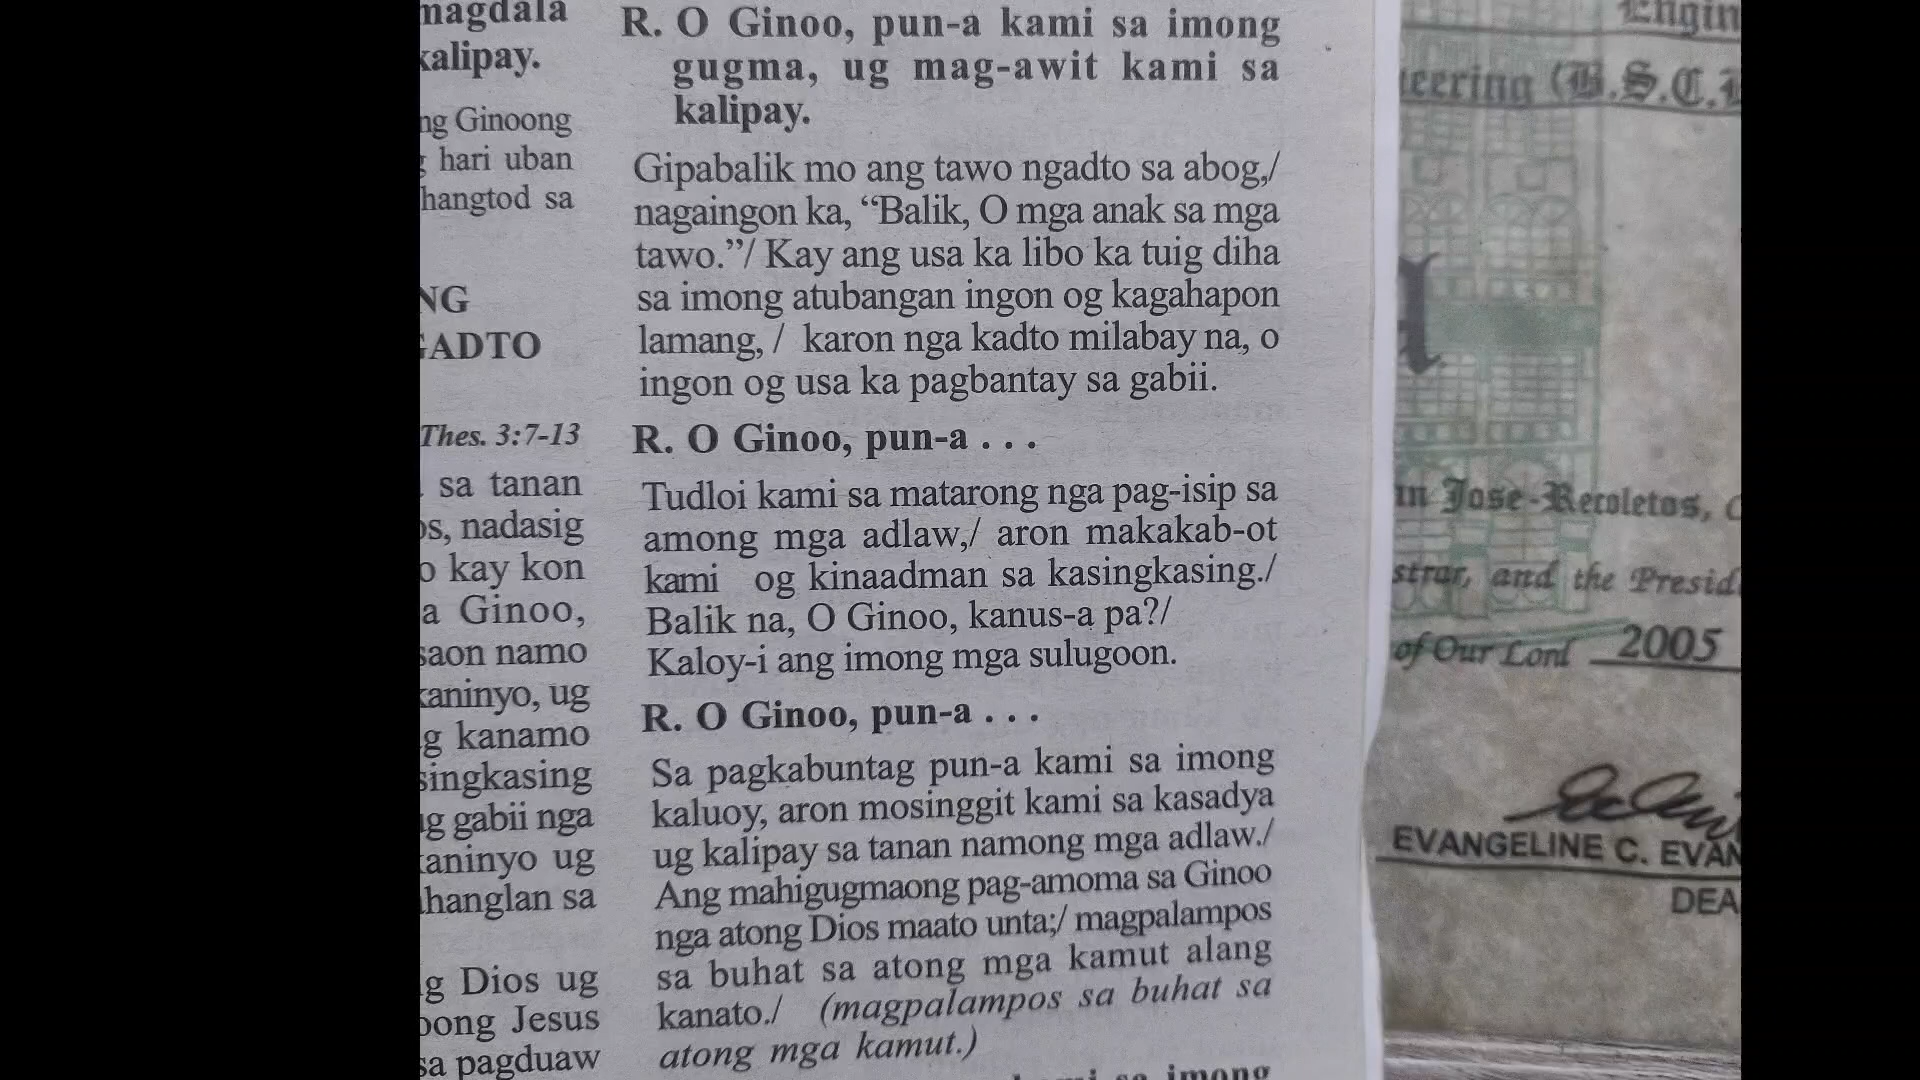 magdala
kalipay.
ng Ginoong
hari uban
hangtod sa
NG
GADTO
Thes. 3:7-13
sa tanan
os, nadasig
o kay kon
a Ginoo,
saon namo
kaninyo, ug
g kanamo
singkasing
ug gabii nga
kaninyo ug
hanglan sa
g Dios ug
oong Jesus
sa pagduaw
R. O Ginoo, pun-a kami sa imong
gugma, ug mag-awit kami sa
kalipay.
Gipabalik mo ang tawo ngadto sa abog,/
nagaingon ka, “Balik, O mga anak sa mga
tawo.”/ Kay ang usa ka libo ka tuig diha
sa imong atubangan ingon og kagahapon
lamang, / karon nga kadto milabay na, o
ingon og usa ka pagbantay sa gabii.
R. O Ginoo, pun-a . . .
Tudloi kami sa matarong nga pag-isip sa
among mga adlaw,/ aron makakab-ot
kami og kinaadman sa kasingkasing./
Balik na, O Ginoo, kanus-a pa?/
Kaloy-i ang imong mga sulugoon.
R. O Ginoo, pun-a . . .
Sa pagkabuntag pun-a kami sa imong
kaluoy, aron mosinggit kami sa kasadya
ug kalipay sa tanan namong mga adlaw./
Ang mahigugmaong pag-amoma sa Ginoo
nga atong Dios maato unta;/ magpalampos
sa buhat sa atong mga kamut alang
kanato./ (magpalampos sa buhat sa
atong mga kamut.)
kami sa imong
Engin
eering (B.S.C.
in Jose-Recoletos, C
strar, and the Presid
of Our Lord 2005
EVANGELINE C. EVAN
DEA